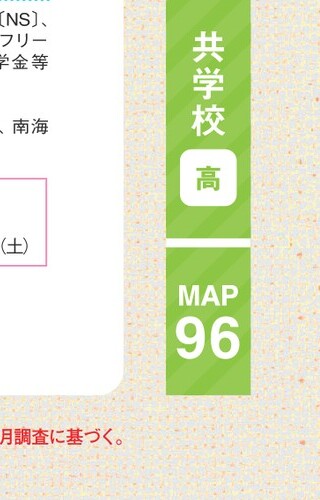 〔NS〕、
フリー
学金等
、南海
(土)
共学校
高
MAP
96
月調査に基づく。